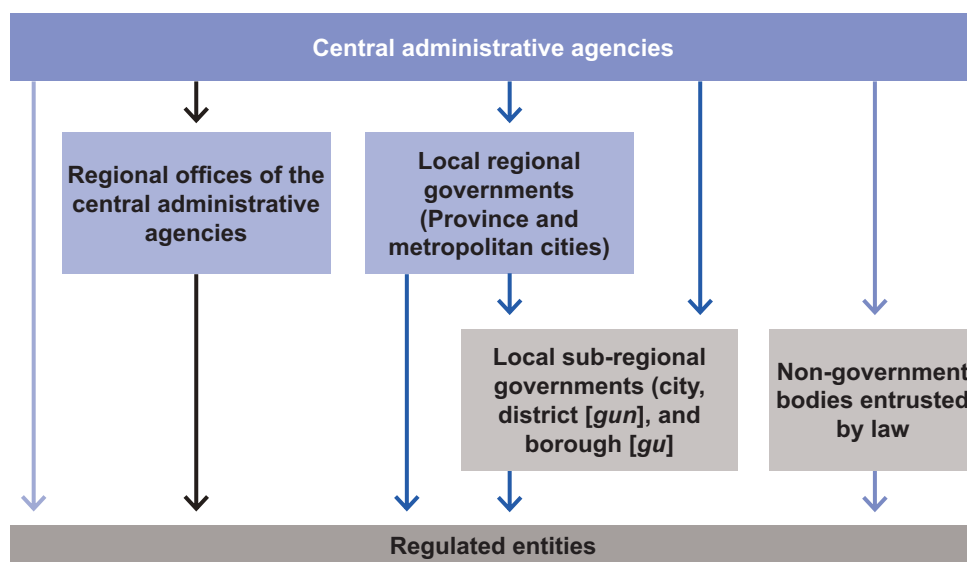 Central administrative agencies
Regional offices of the
central administrative
agencies
Local regional
governments
(Province and
metropolitan cities)
Local sub-regional
governments (city,
district [gun], and
borough [gu]
Non-government
bodies entrusted
by law
Regulated entities